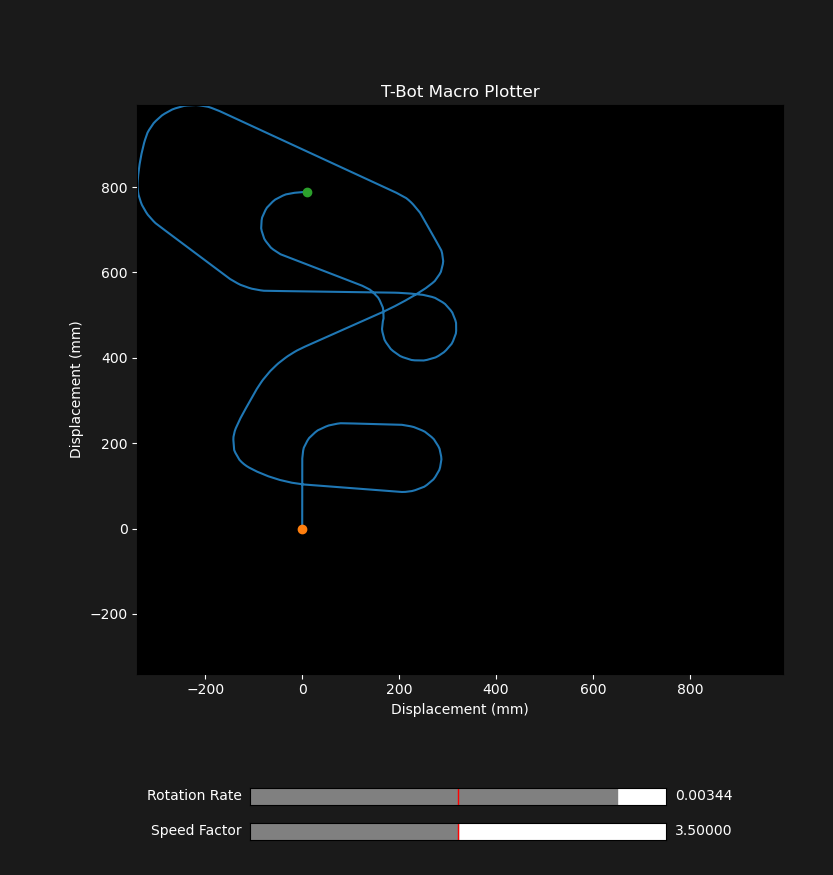 T-Bot Macro Plotter
Displacement (mm)
800
600
400
200
0
−200
−200 0 200 400 600 800
Displacement (mm)
Rotation Rate 0.00344
Speed Factor 3.50000